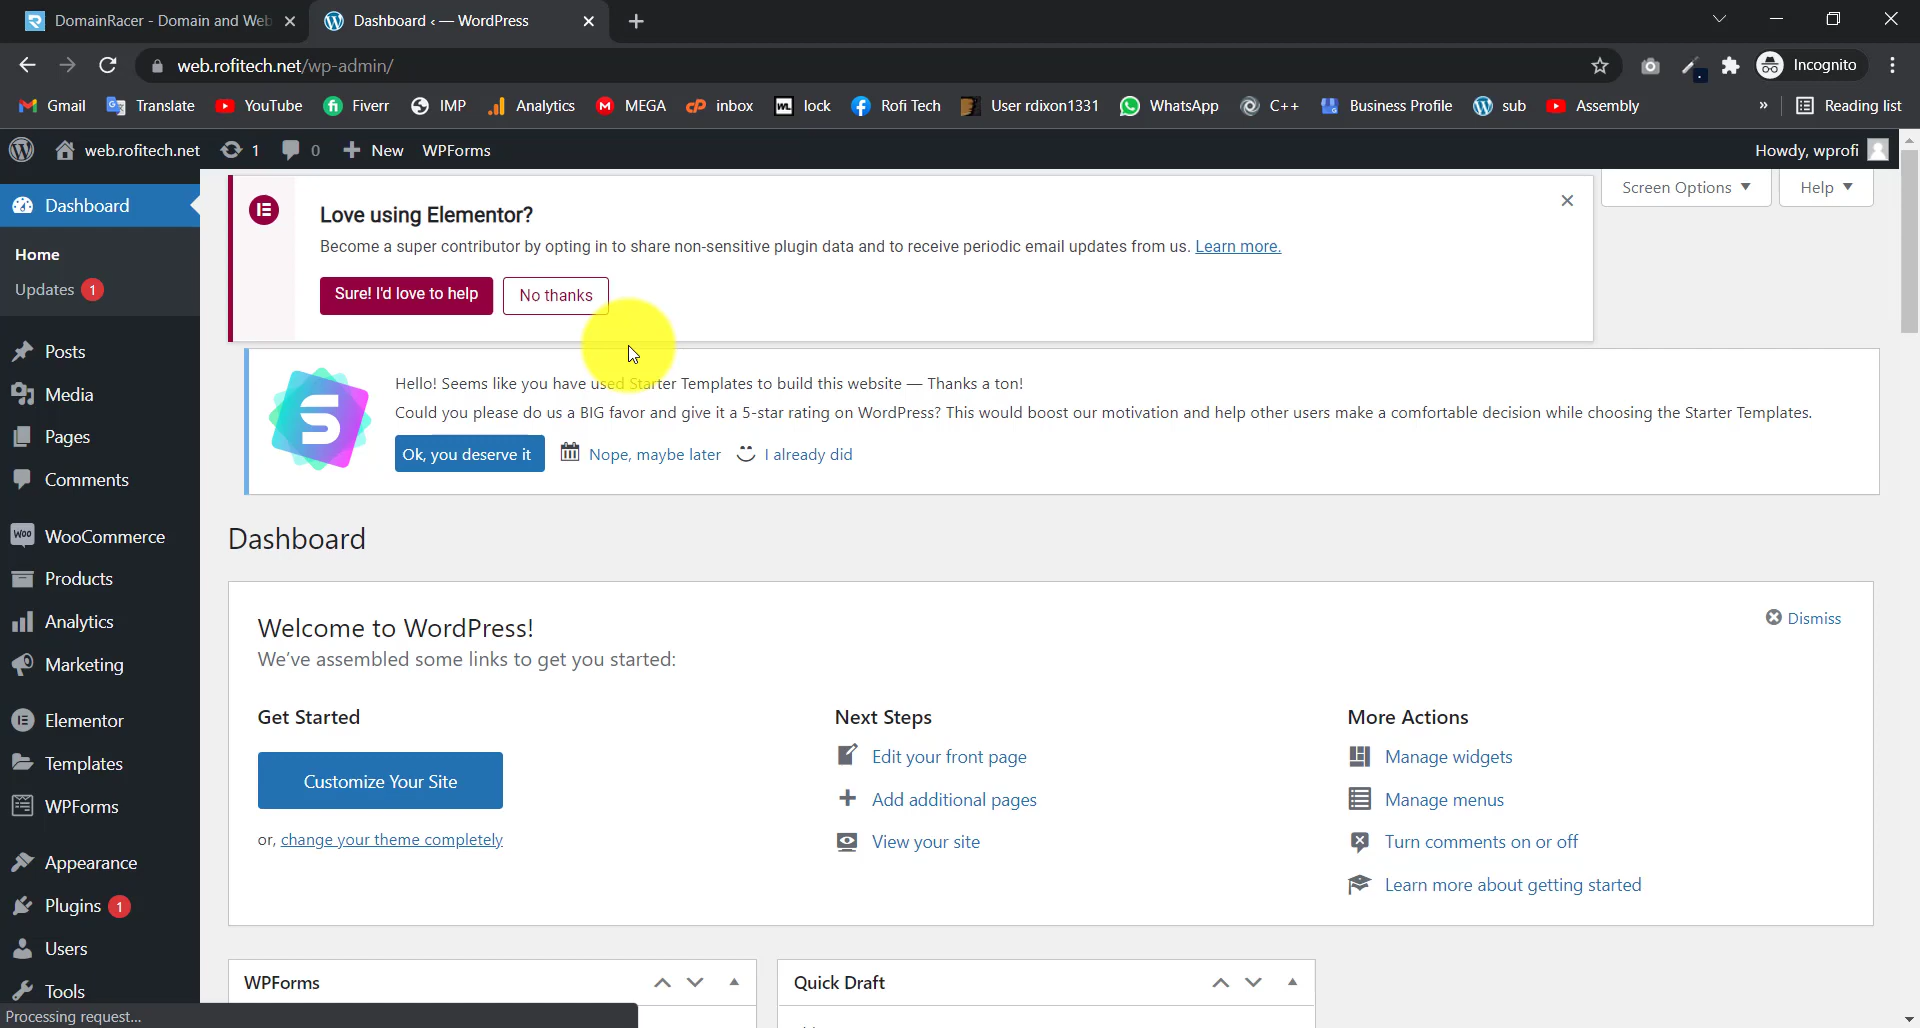 DomainRacer - Domain and Web
Dashboard ‹ — WordPress
web.rofitech.net/wp-admin/
Incognito
Gmail
Translate
YouTube
Fiverr
IMP
Analytics
MEGA
inbox
lock
Rofi Tech
User rdixon1331
WhatsApp
C++
Business Profile
sub
Assembly
»
Reading list
web.rofitech.net
1
0
New
WPForms
Howdy, wprofi
Dashboard
Home
Updates 1
Posts
Media
Pages
Comments
WooCommerce
Products
Analytics
Marketing
Elementor
Templates
WPForms
Appearance
Plugins 1
Users
Tools
Processing request...
Screen Options
Help
Love using Elementor?
Become a super contributor by opting in to share non-sensitive plugin data and to receive periodic email updates from us. Learn more.
Sure! I'd love to help
No thanks
Hello! Seems like you have used Starter Templates to build this website — Thanks a ton!
Could you please do us a BIG favor and give it a 5-star rating on WordPress? This would boost our motivation and help other users make a comfortable decision while choosing the Starter Templates.
Ok, you deserve it
Nope, maybe later
I already did
Dashboard
Welcome to WordPress!
We've assembled some links to get you started:
Dismiss
Get Started
Customize Your Site
or, change your theme completely
Next Steps
Edit your front page
Add additional pages
View your site
More Actions
Manage widgets
Manage menus
Turn comments on or off
Learn more about getting started
WPForms
Quick Draft